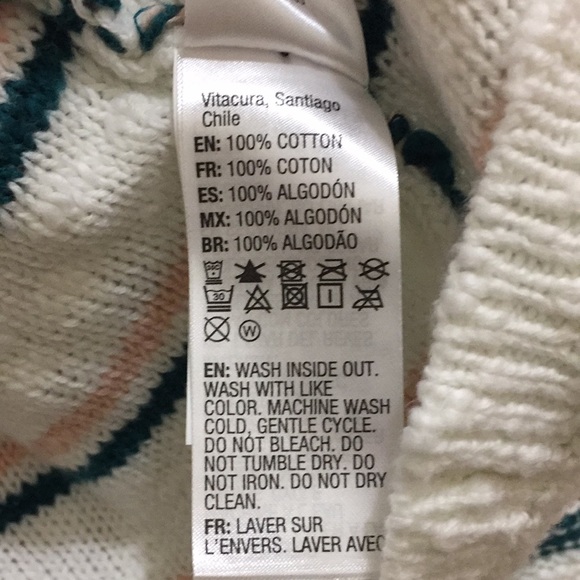 Vitacura, Santiago
Chile
EN: 100% COTTON
FR: 100% COTON
ES: 100% ALGODÓN
MX: 100% ALGODÓN
BR: 100% ALGODÃO
30
W
EN: WASH INSIDE OUT.
WASH WITH LIKE
COLOR. MACHINE WASH
COLD, GENTLE CYCLE.
DO NOT BLEACH. DO
NOT TUMBLE DRY. DO
NOT IRON. DO NOT DRY
CLEAN.
FR: LAVER SUR
L'ENVERS. LAVER AVEC